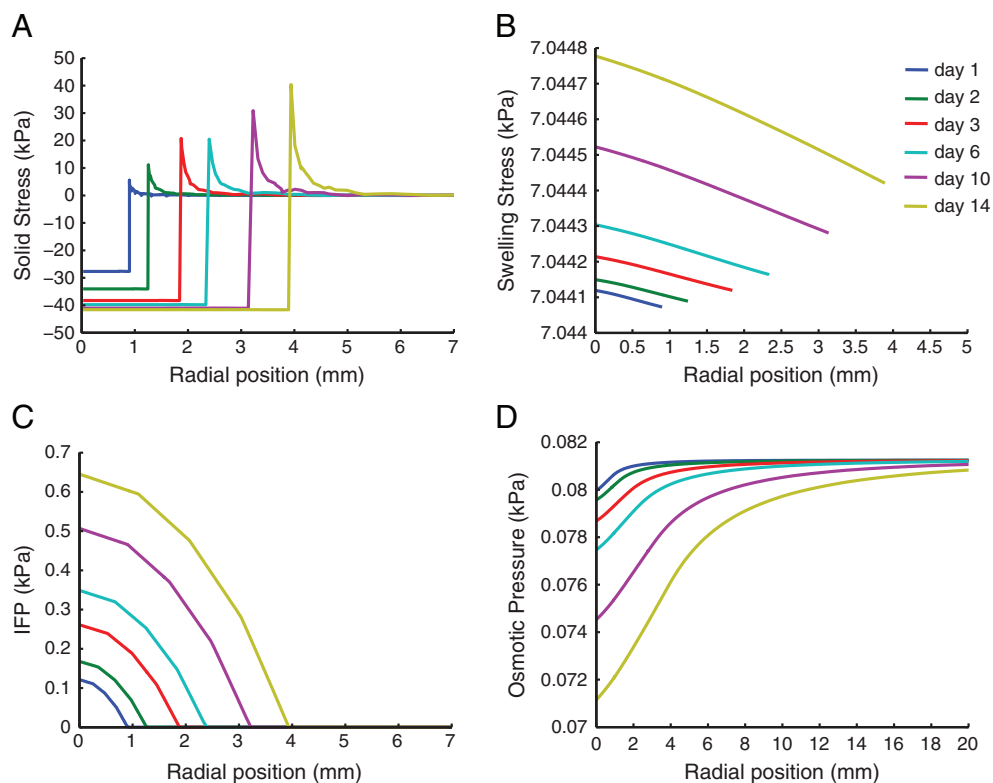 A
50
40
30
20
10
0
−10
−20
−30
−40
−50
Solid Stress (kPa)
0 1 2 3 4 5 6 7
Radial position (mm)
B
7.0448
7.0447
7.0445
7.0444
7.0443
7.0442
7.0441
7.044
Swelling Stress (kPa)
0 0.5 1 1.5 2 2.5 3 3.5 4 4.5 5
Radial position (mm)
day 1
day 2
day 3
day 6
day 10
day 14
C
0.7
0.6
0.5
0.4
0.3
0.2
0.1
0
IFP (kPa)
0 1 2 3 4 5 6 7
Radial position (mm)
D
0.082
0.08
0.078
0.076
0.074
0.072
0.07
Osmotic Pressure (kPa)
0 2 4 6 8 10 12 14 16 18 20
Radial position (mm)